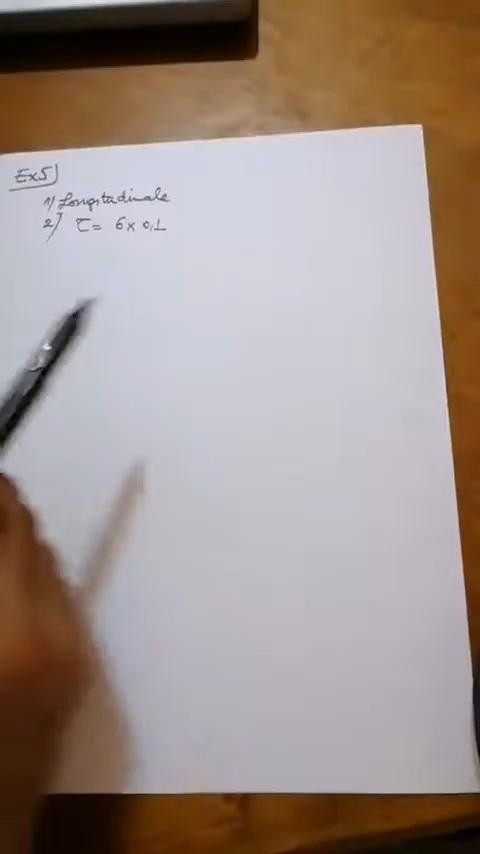 Ex5
1) Longitudinale
2) τ = 6 x 0,1